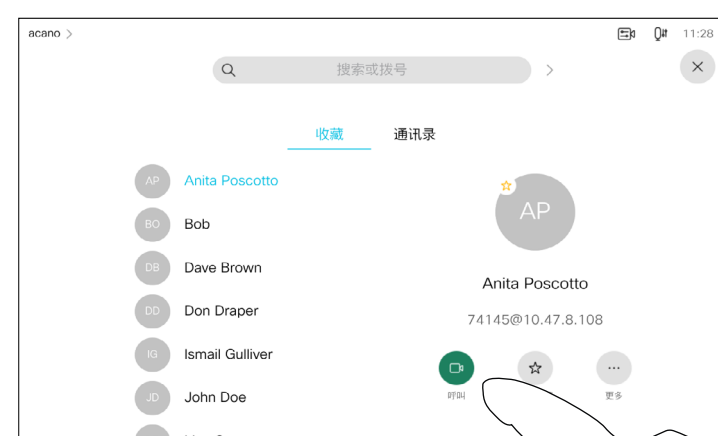 acano >
11:28
搜索或拨号
收藏 通讯录
AP Anita Poscotto
BO Bob
DB Dave Brown
DD Don Draper
IG Ismail Gulliver
JD John Doe
AP
Anita Poscotto
74145@10.47.8.108
呼叫
更多